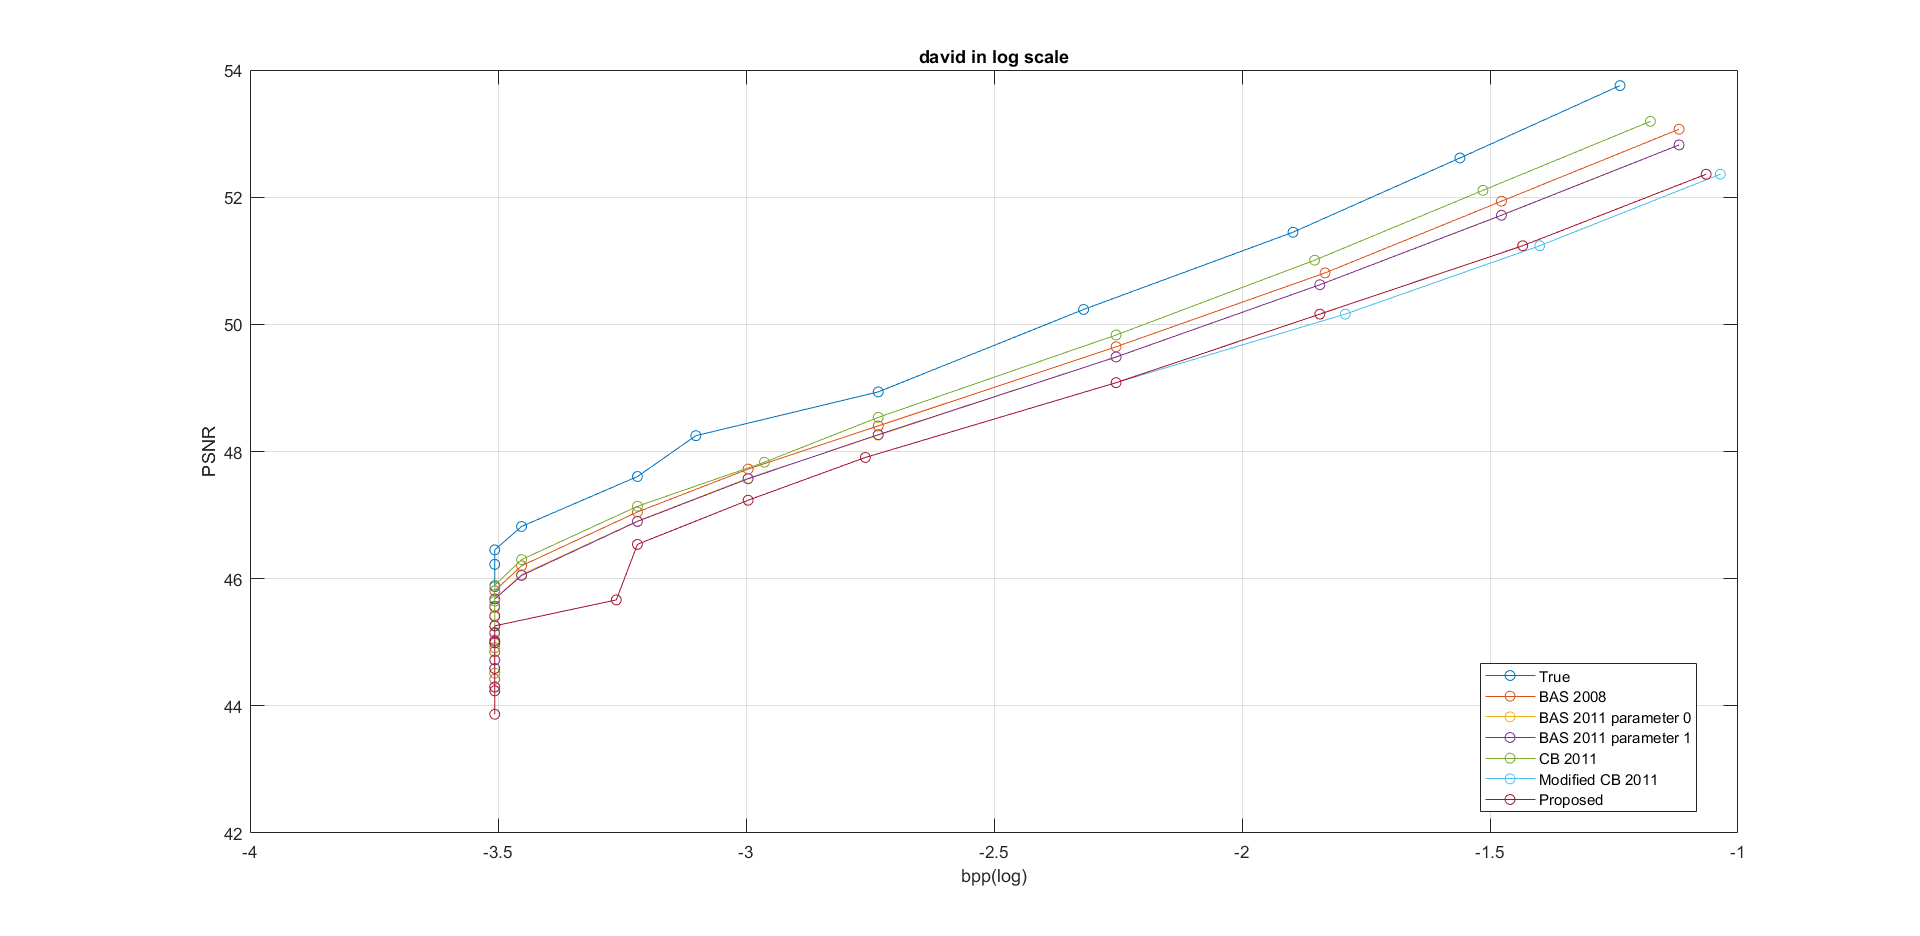 david in log scale
54
52
50
48
46
44
42
PSNR
-4
-3.5
-3
-2.5
-2
-1.5
-1
bpp(log)
True
BAS 2008
BAS 2011 parameter 0
BAS 2011 parameter 1
CB 2011
Modified CB 2011
Proposed